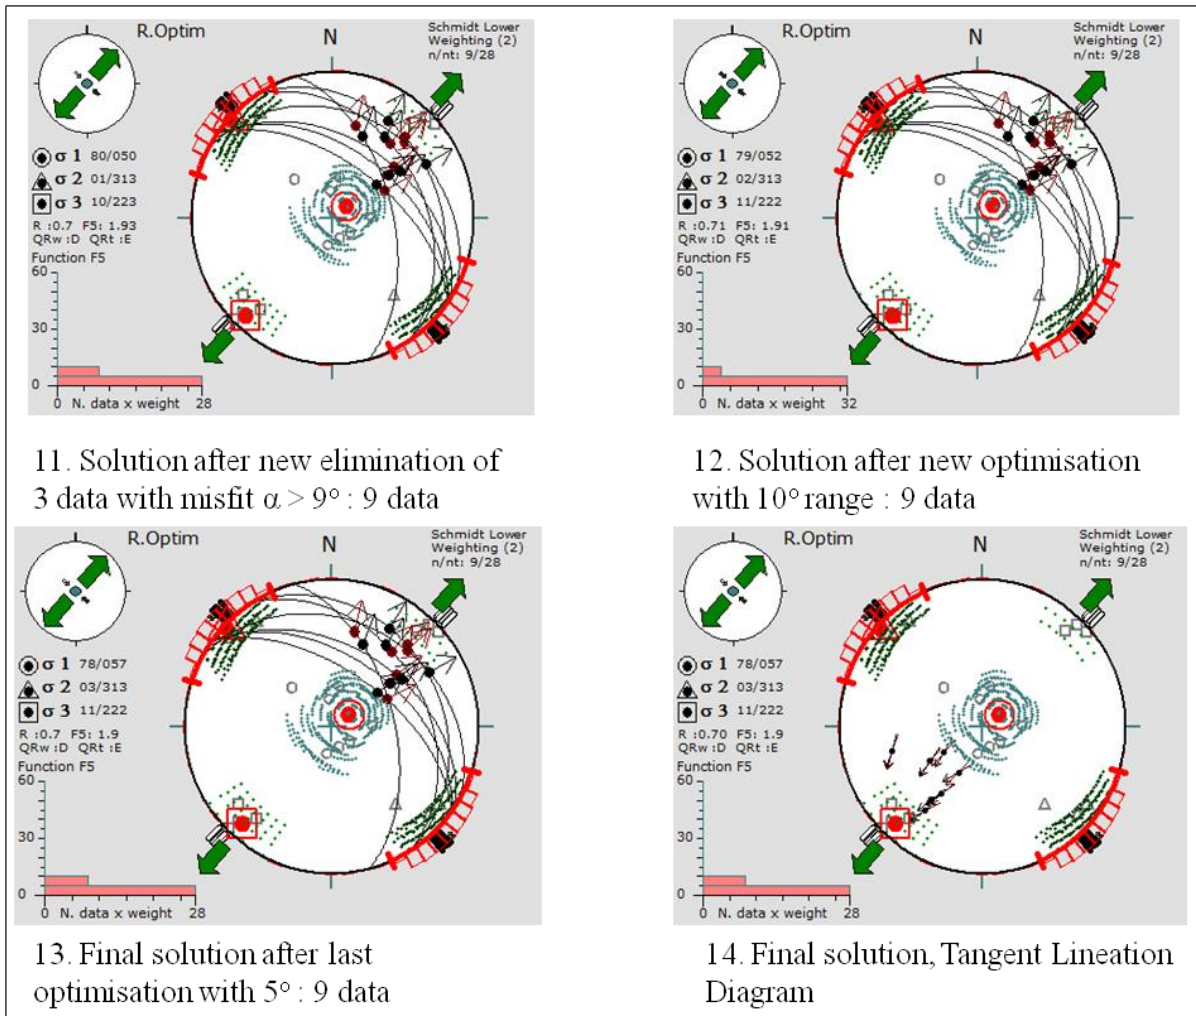 R.Optim
N
Schmidt Lower
Weighting (2)
n/nt: 9/28
σ 1 80/050
σ 2 01/313
σ 3 10/223
R :0.7 F5: 1.93
QRw :D QRt :E
Function F5
60
30
0
0 N. data x weight 28
11. Solution after new elimination of
3 data with misfit α > 9° : 9 data
R.Optim
N
Schmidt Lower
Weighting (2)
n/nt: 9/28
σ 1 79/052
σ 2 02/313
σ 3 11/222
R :0.71 F5: 1.91
QRw :D QRt :E
Function F5
60
30
0
0 N. data x weight 32
12. Solution after new optimisation
with 10° range : 9 data
R.Optim
N
Schmidt Lower
Weighting (2)
n/nt: 9/28
σ 1 78/057
σ 2 03/313
σ 3 11/222
R :0.7 F5: 1.9
QRw :D QRt :E
Function F5
60
30
0
0 N. data x weight 28
13. Final solution after last
optimisation with 5° : 9 data
R.Optim
N
Schmidt Lower
Weighting (2)
n/nt: 9/28
σ 1 78/057
σ 2 03/313
σ 3 11/222
R :0.70 F5: 1.9
QRw :D QRt :E
Function F5
60
30
0
0 N. data x weight 28
14. Final solution, Tangent Lineation
Diagram